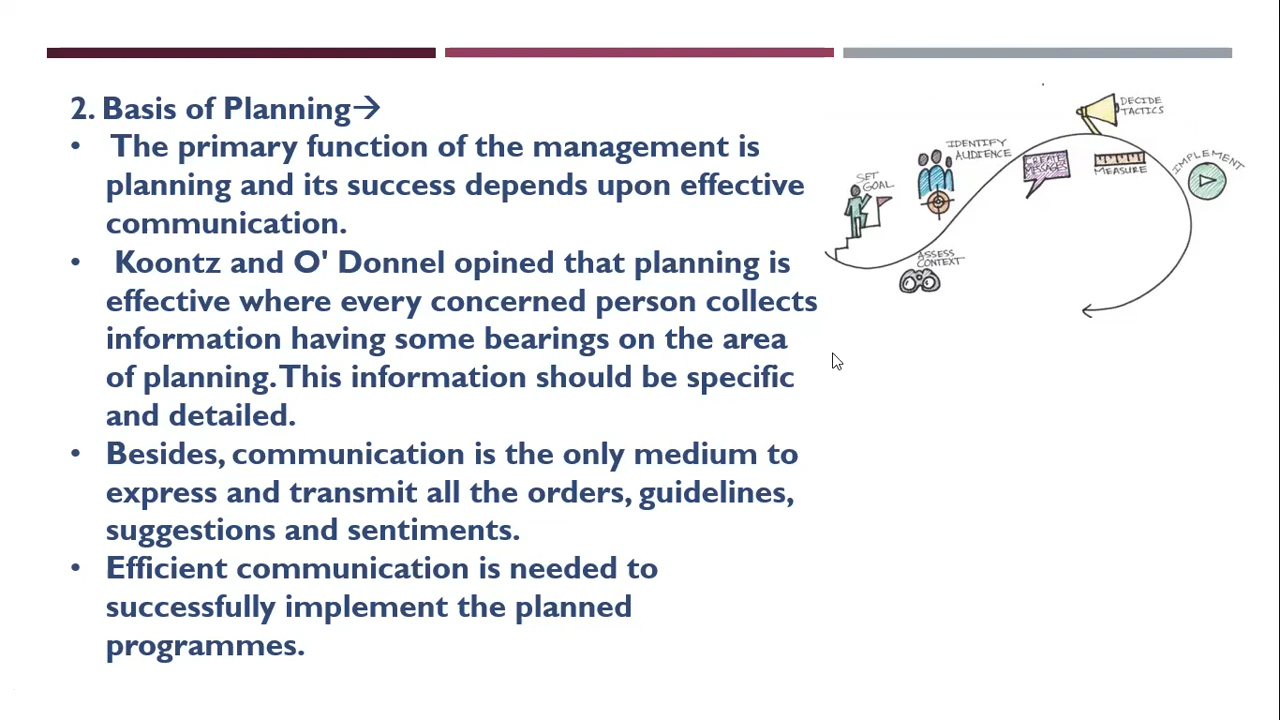 2. Basis of Planning→
• The primary function of the management is
planning and its success depends upon effective
communication.
• Koontz and O' Donnel opined that planning is
effective where every concerned person collects
information having some bearings on the area
of planning. This information should be specific
and detailed.
• Besides, communication is the only medium to
express and transmit all the orders, guidelines,
suggestions and sentiments.
• Efficient communication is needed to
successfully implement the planned
programmes.
SET
GOAL
ASSESS
CONTEXT
IDENTIFY
AUDIENCE
CREATE
MESSAGES
DECIDE
TACTICS
MEASURE
IMPLEMENT